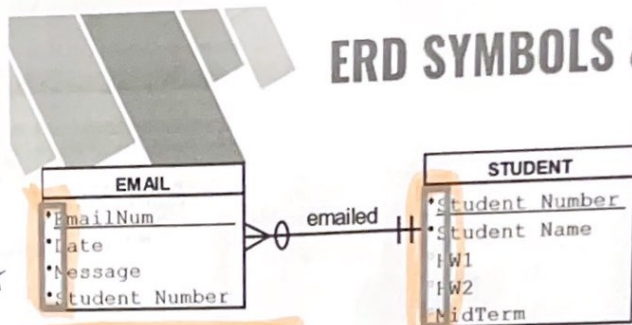 ERD SYMBOLS
EMAIL
*EmailNum
*Date
*Message
*Student Number
emailed
STUDENT
*Student Number
*Student Name
HW1
HW2
MidTerm